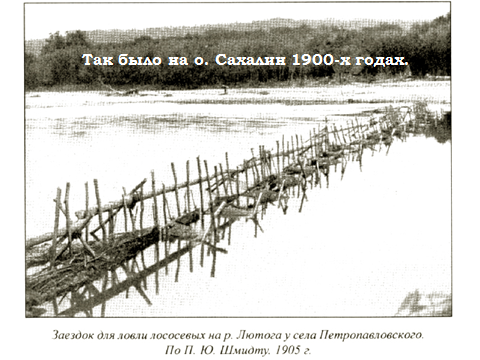 Так было на о. Сахалин 1900-х годах.
Заездок для ловли лососевых на р. Лютога у села Петропавловского.
По П. Ю. Шмидту. 1905 г.